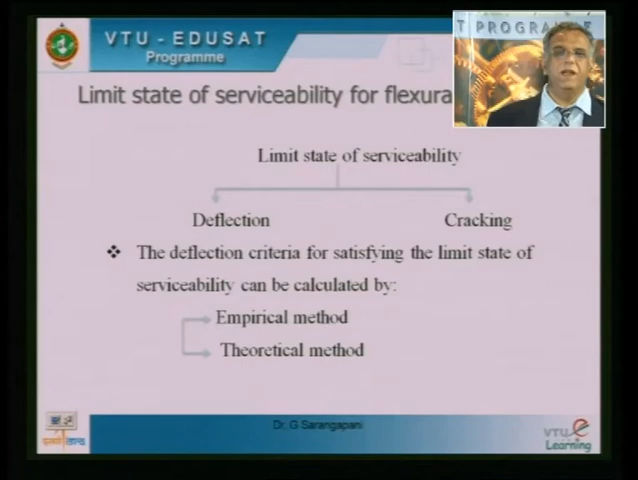 VTU - EDUSAT
Programme
T PROGRAMME
Limit state of serviceability for flexura
Limit state of serviceability
Deflection
Cracking
❖ The deflection criteria for satisfying the limit state of
serviceability can be calculated by:
Empirical method
Theoretical method
Dr. G Sarangapani
VTU e
Learning